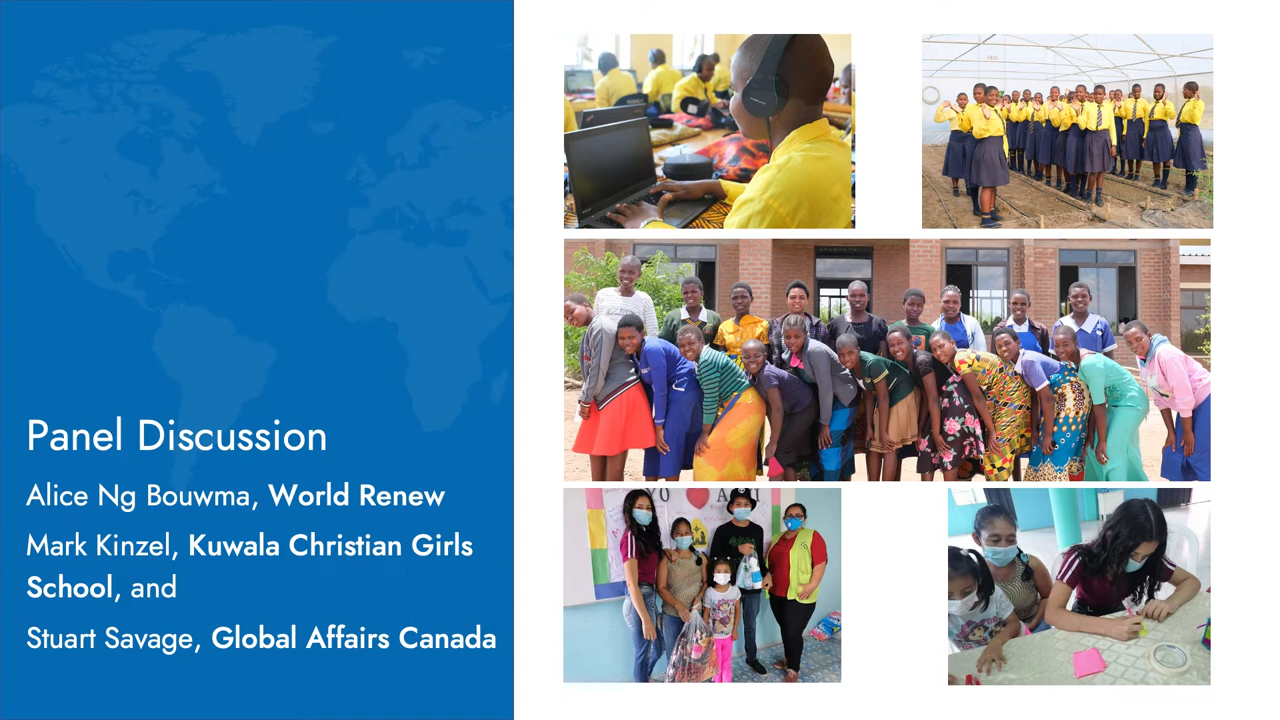 Panel Discussion
Alice Ng Bouwma, World Renew
Mark Kinzel, Kuwala Christian Girls
School, and
Stuart Savage, Global Affairs Canada